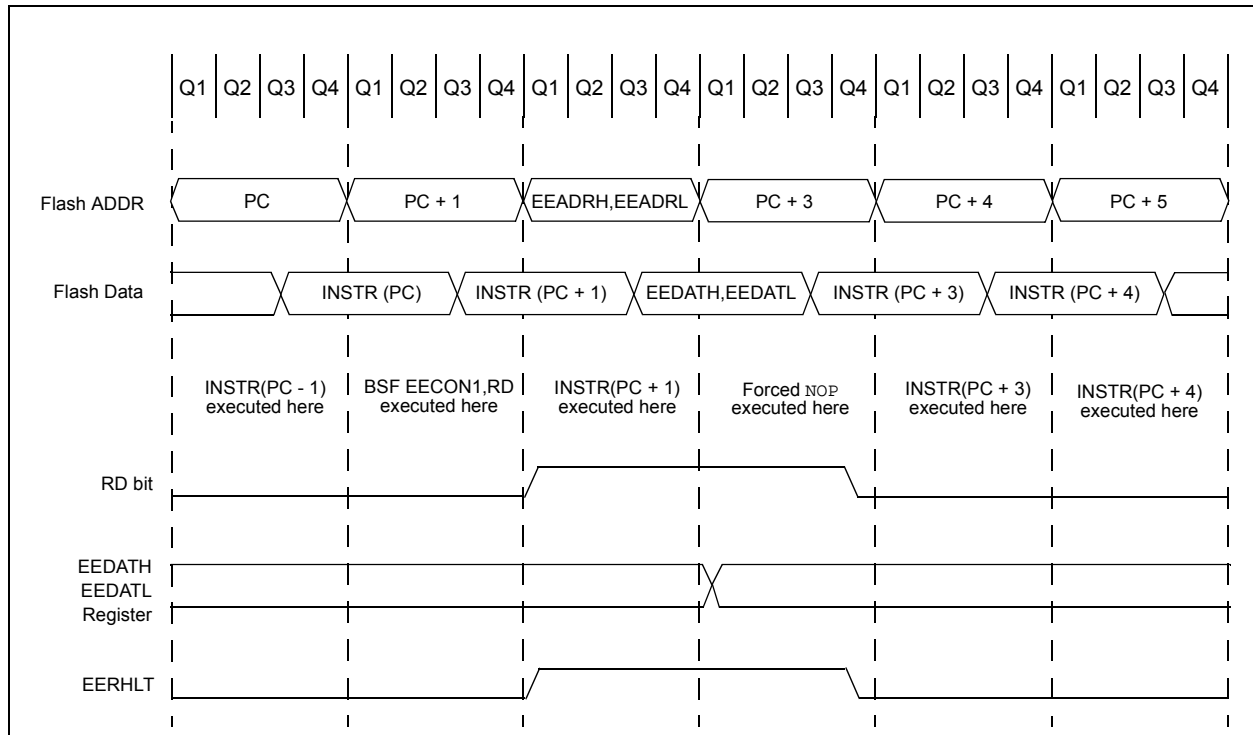 Q1 Q2 Q3 Q4 Q1 Q2 Q3 Q4 Q1 Q2 Q3 Q4 Q1 Q2 Q3 Q4 Q1 Q2 Q3 Q4 Q1 Q2 Q3 Q4
Flash ADDR PC PC + 1 EEADRH,EEADRL PC + 3 PC + 4 PC + 5
Flash Data INSTR (PC) INSTR (PC + 1) EEDATH,EEDATL INSTR (PC + 3) INSTR (PC + 4)
INSTR(PC - 1) BSF EECON1,RD INSTR(PC + 1) Forced NOP INSTR(PC + 3) INSTR(PC + 4)
executed here executed here executed here executed here executed here executed here
RD bit
EEDATH
EEDATL
Register
EERHLT